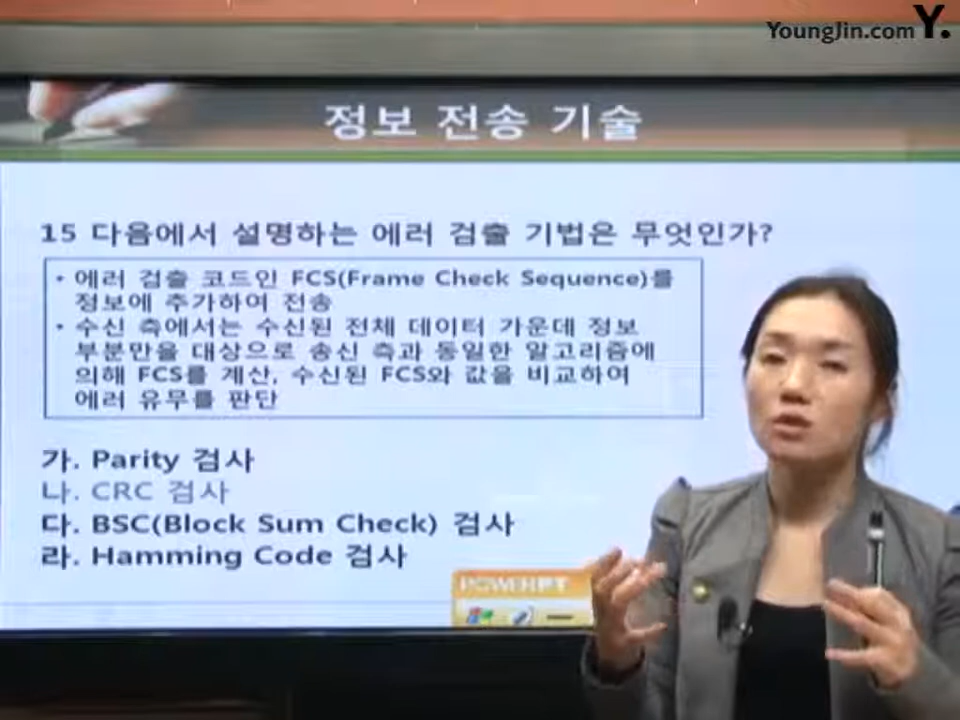 YoungJin.com Y.
정보 전송 기술
15 다음에서 설명하는 에러 검출 기법은 무엇인가?
• 에러 검출 코드인 FCS(Frame Check Sequence)를
정보에 추가하여 전송
• 수신 측에서는 수신된 전체 데이터 가운데 정보
부분만을 대상으로 송신 측과 동일한 알고리즘에
의해 FCS를 계산, 수신된 FCS와 값을 비교하여
에러 유무를 판단
가. Parity 검사
나. CRC 검사
다. BSC(Block Sum Check) 검사
라. Hamming Code 검사